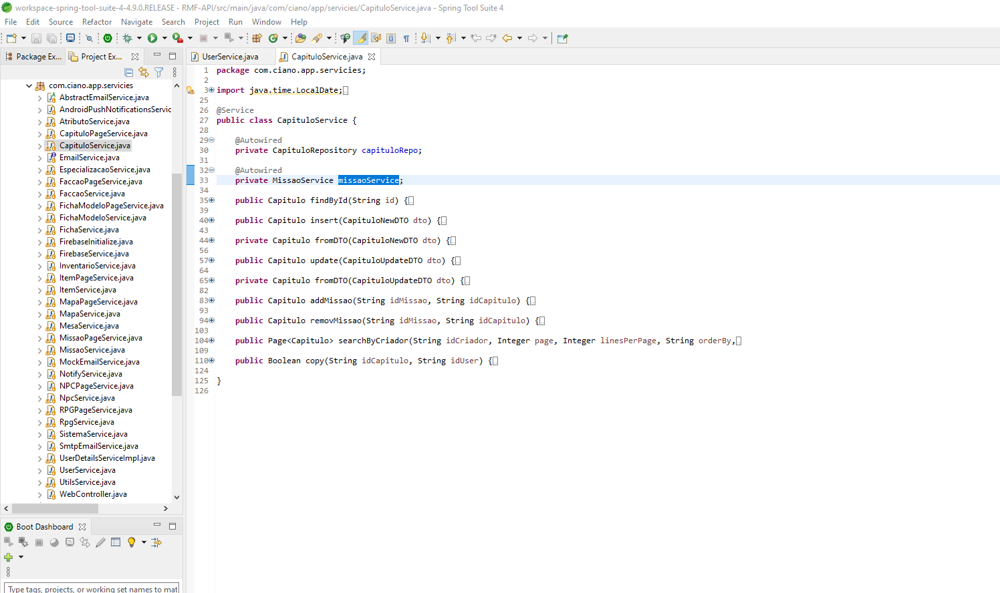 workspace-spring-tool-suite-4-4.9.0.RELEASE - RMF-API/src/main/java/com/ciano/app/servicies/CapituloService.java - Spring Tool Suite 4
File Edit Source Refactor Navigate Search Project Run Window Help
Package Ex... Project Ex...
com.ciano.app.servicies
AbstractEmailService.java
AndroidPushNotificationsServic
AtributoService.java
CapituloPageService.java
CapituloService.java
EmailService.java
EspecializacaoService.java
FaccaoPageService.java
FaccaoService.java
FichaModeloPageService.java
FichaModeloService.java
FichaService.java
FirebaseInitialize.java
FirebaseService.java
InventarioService.java
ItemPageService.java
ItemService.java
MapaPageService.java
MapaService.java
MesaService.java
MissaoPageService.java
MissaoService.java
MockEmailService.java
NotifyService.java
NPCPageService.java
NpcService.java
RPGPageService.java
RpgService.java
SistemaService.java
SmtpEmailService.java
UserDetailsServiceImpl.java
UserService.java
UtilsService.java
WebController.java
Boot Dashboard
Type tags, projects, or working set names to mat
UserService.java CapituloService.java
1 package com.ciano.app.servicies;
2
3 import java.time.LocalDate;
25
26 @Service
27 public class CapituloService {
28
29 @Autowired
30 private CapituloRepository capituloRepo;
31
32 @Autowired
33 private MissaoService missaoService;
34
35 public Capitulo findById(String id) {
39
40 public Capitulo insert(CapituloNewDTO dto) {
43
44 private Capitulo fromDTO(CapituloNewDTO dto) {
56
57 public Capitulo update(CapituloUpdateDTO dto) {
64
65 private Capitulo fromDTO(CapituloUpdateDTO dto) {
82
83 public Capitulo addMissao(String idMissao, String idCapitulo) {
93
94 public Capitulo removMissao(String idMissao, String idCapitulo) {
103
104 public Page<Capitulo> searchByCriador(String idCriador, Integer page, Integer linesPerPage, String orderBy,
109
110 public Boolean copy(String idCapitulo, String idUser) {
124
125 }
126